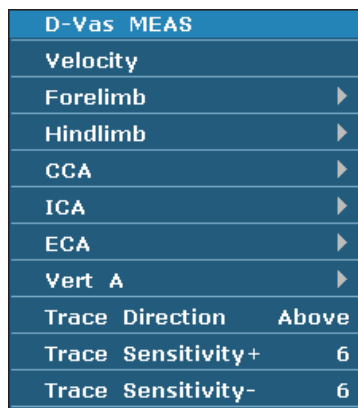 D-Vas MEAS
Velocity
Forelimb
Hindlimb
CCA
ICA
ECA
Vert A
Trace Direction Above
Trace Sensitivity+ 6
Trace Sensitivity- 6